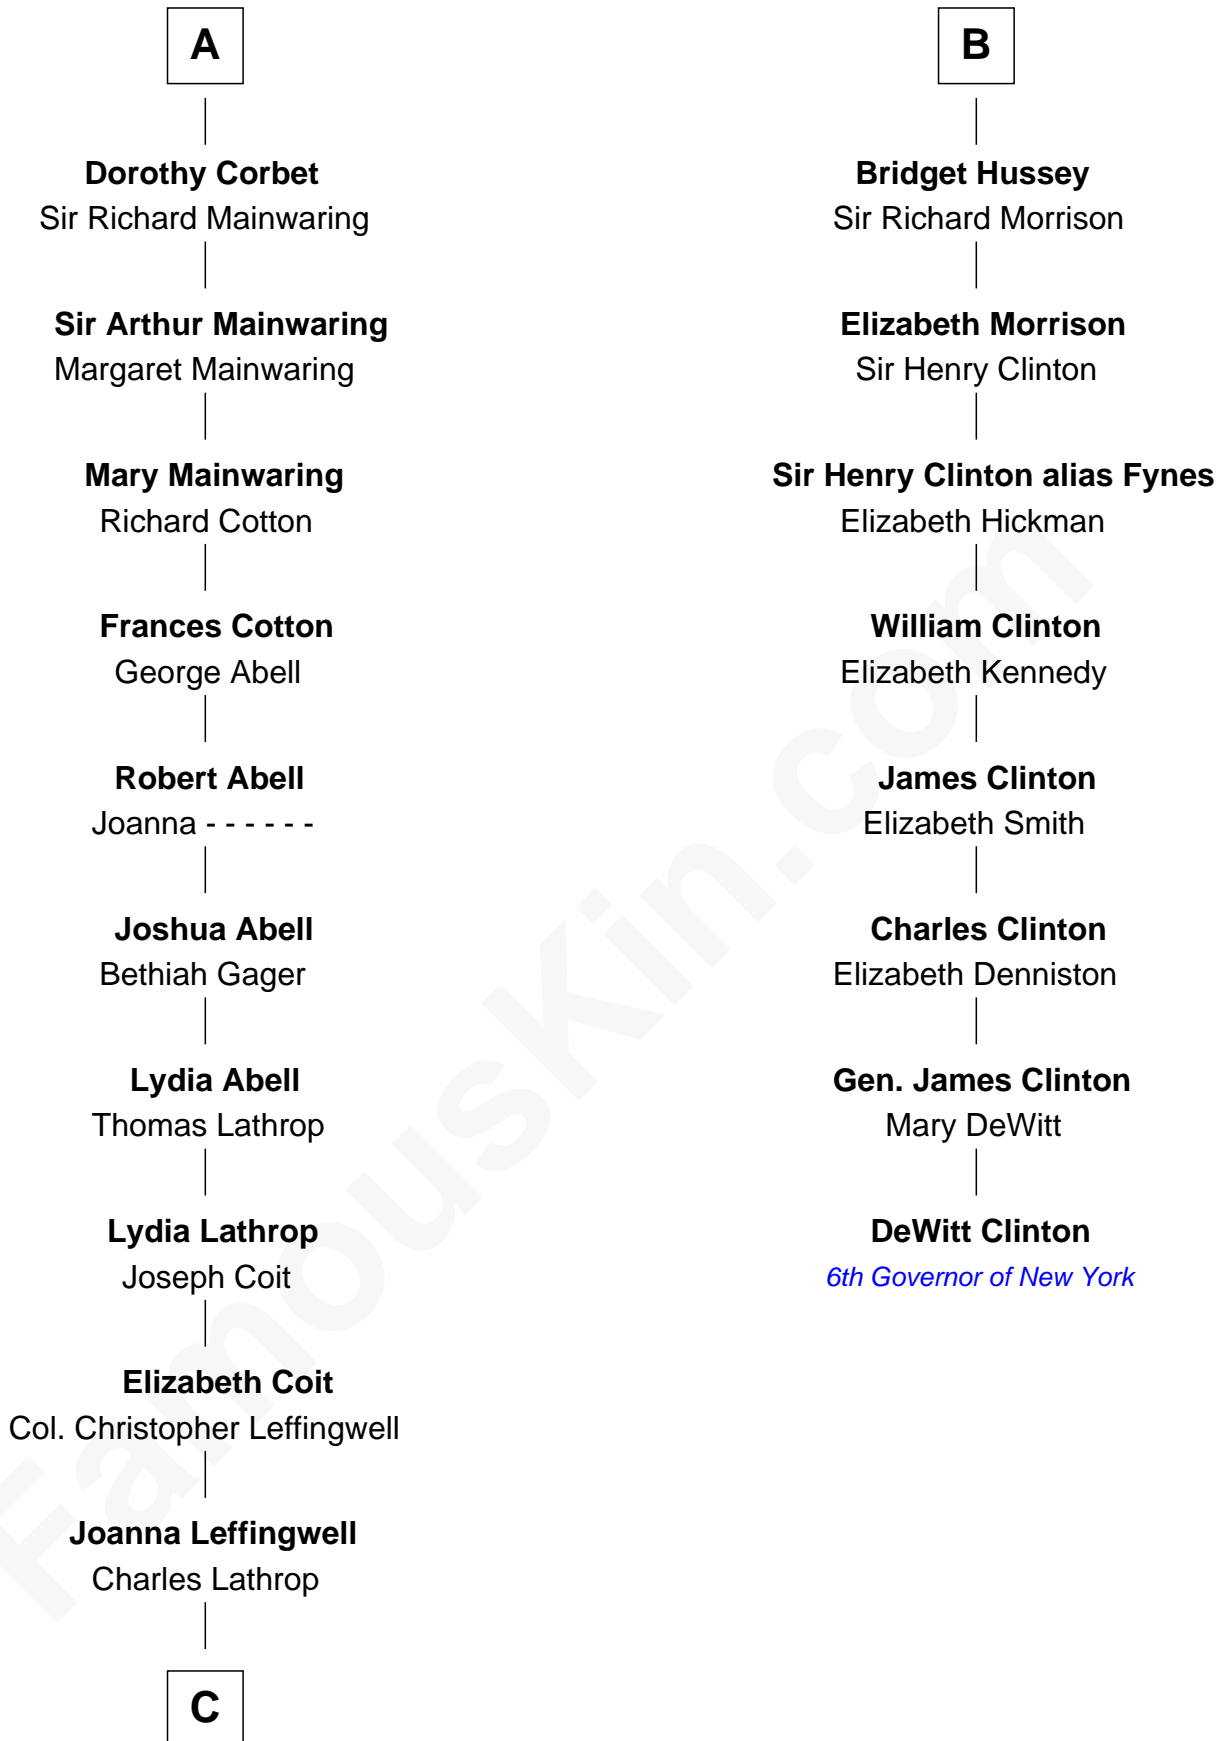 A
Dorothy Corbet
Sir Richard Mainwaring
Sir Arthur Mainwaring
Margaret Mainwaring
Mary Mainwaring
Richard Cotton
Frances Cotton
George Abell
Robert Abell
Joanna - - - - - -
Joshua Abell
Bethiah Gager
Lydia Abell
Thomas Lathrop
Lydia Lathrop
Joseph Coit
Elizabeth Coit
Col. Christopher Leffingwell
Joanna Leffingwell
Charles Lathrop
C
B
Bridget Hussey
Sir Richard Morrison
Elizabeth Morrison
Sir Henry Clinton
Sir Henry Clinton alias Fynes
Elizabeth Hickman
William Clinton
Elizabeth Kennedy
James Clinton
Elizabeth Smith
Charles Clinton
Elizabeth Denniston
Gen. James Clinton
Mary DeWitt
DeWitt Clinton
6th Governor of New York
FamousKin.com